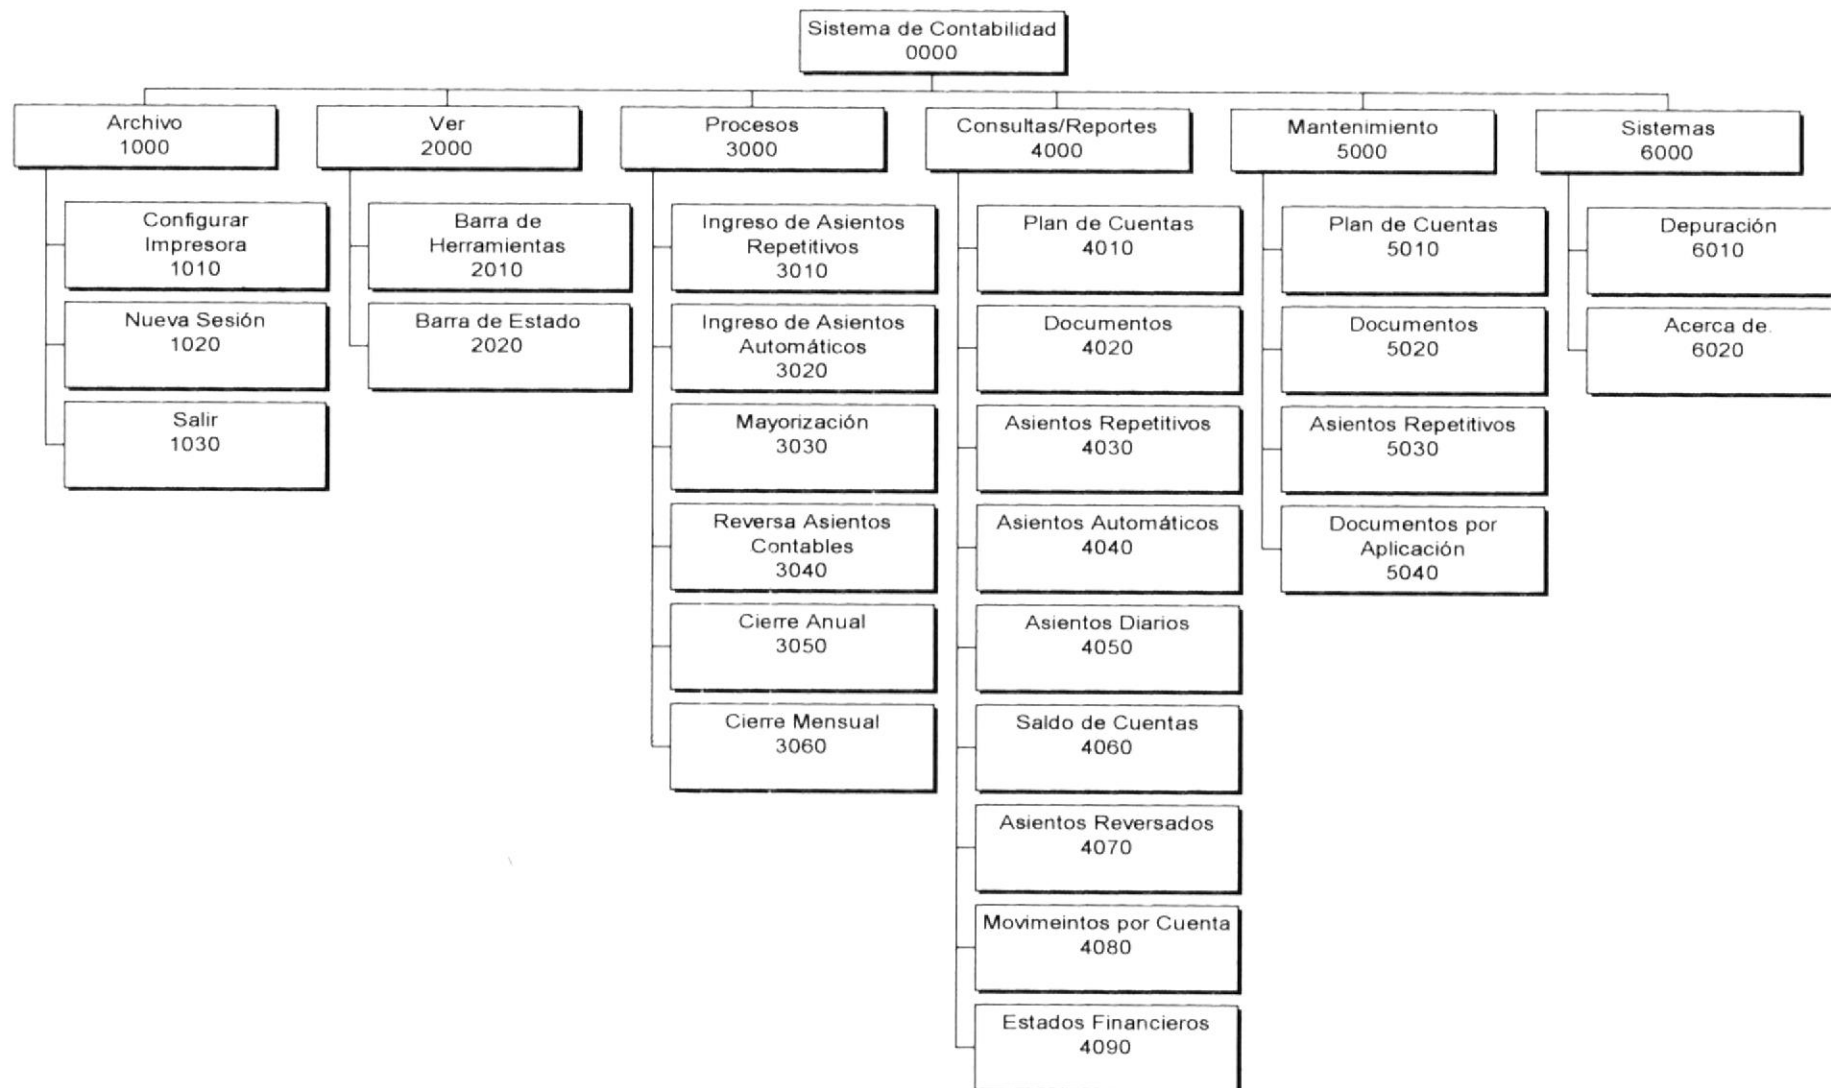 Sistema de Contabilidad
0000
Archivo
1000
Configurar
Impresora
1010
Nueva Sesión
1020
Salir
1030
Ver
2000
Barra de
Herramientas
2010
Barra de Estado
2020
Procesos
3000
Ingreso de Asientos
Repetitivos
3010
Ingreso de Asientos
Automáticos
3020
Mayorización
3030
Reversa Asientos
Contables
3040
Cierre Anual
3050
Cierre Mensual
3060
Consultas/Reportes
4000
Plan de Cuentas
4010
Documentos
4020
Asientos Repetitivos
4030
Asientos Automáticos
4040
Asientos Diarios
4050
Saldo de Cuentas
4060
Asientos Reversados
4070
Movimeintos por Cuenta
4080
Estados Financieros
4090
Mantenimiento
5000
Plan de Cuentas
5010
Documentos
5020
Asientos Repetitivos
5030
Documentos por
Aplicación
5040
Sistemas
6000
Depuración
6010
Acerca de.
6020